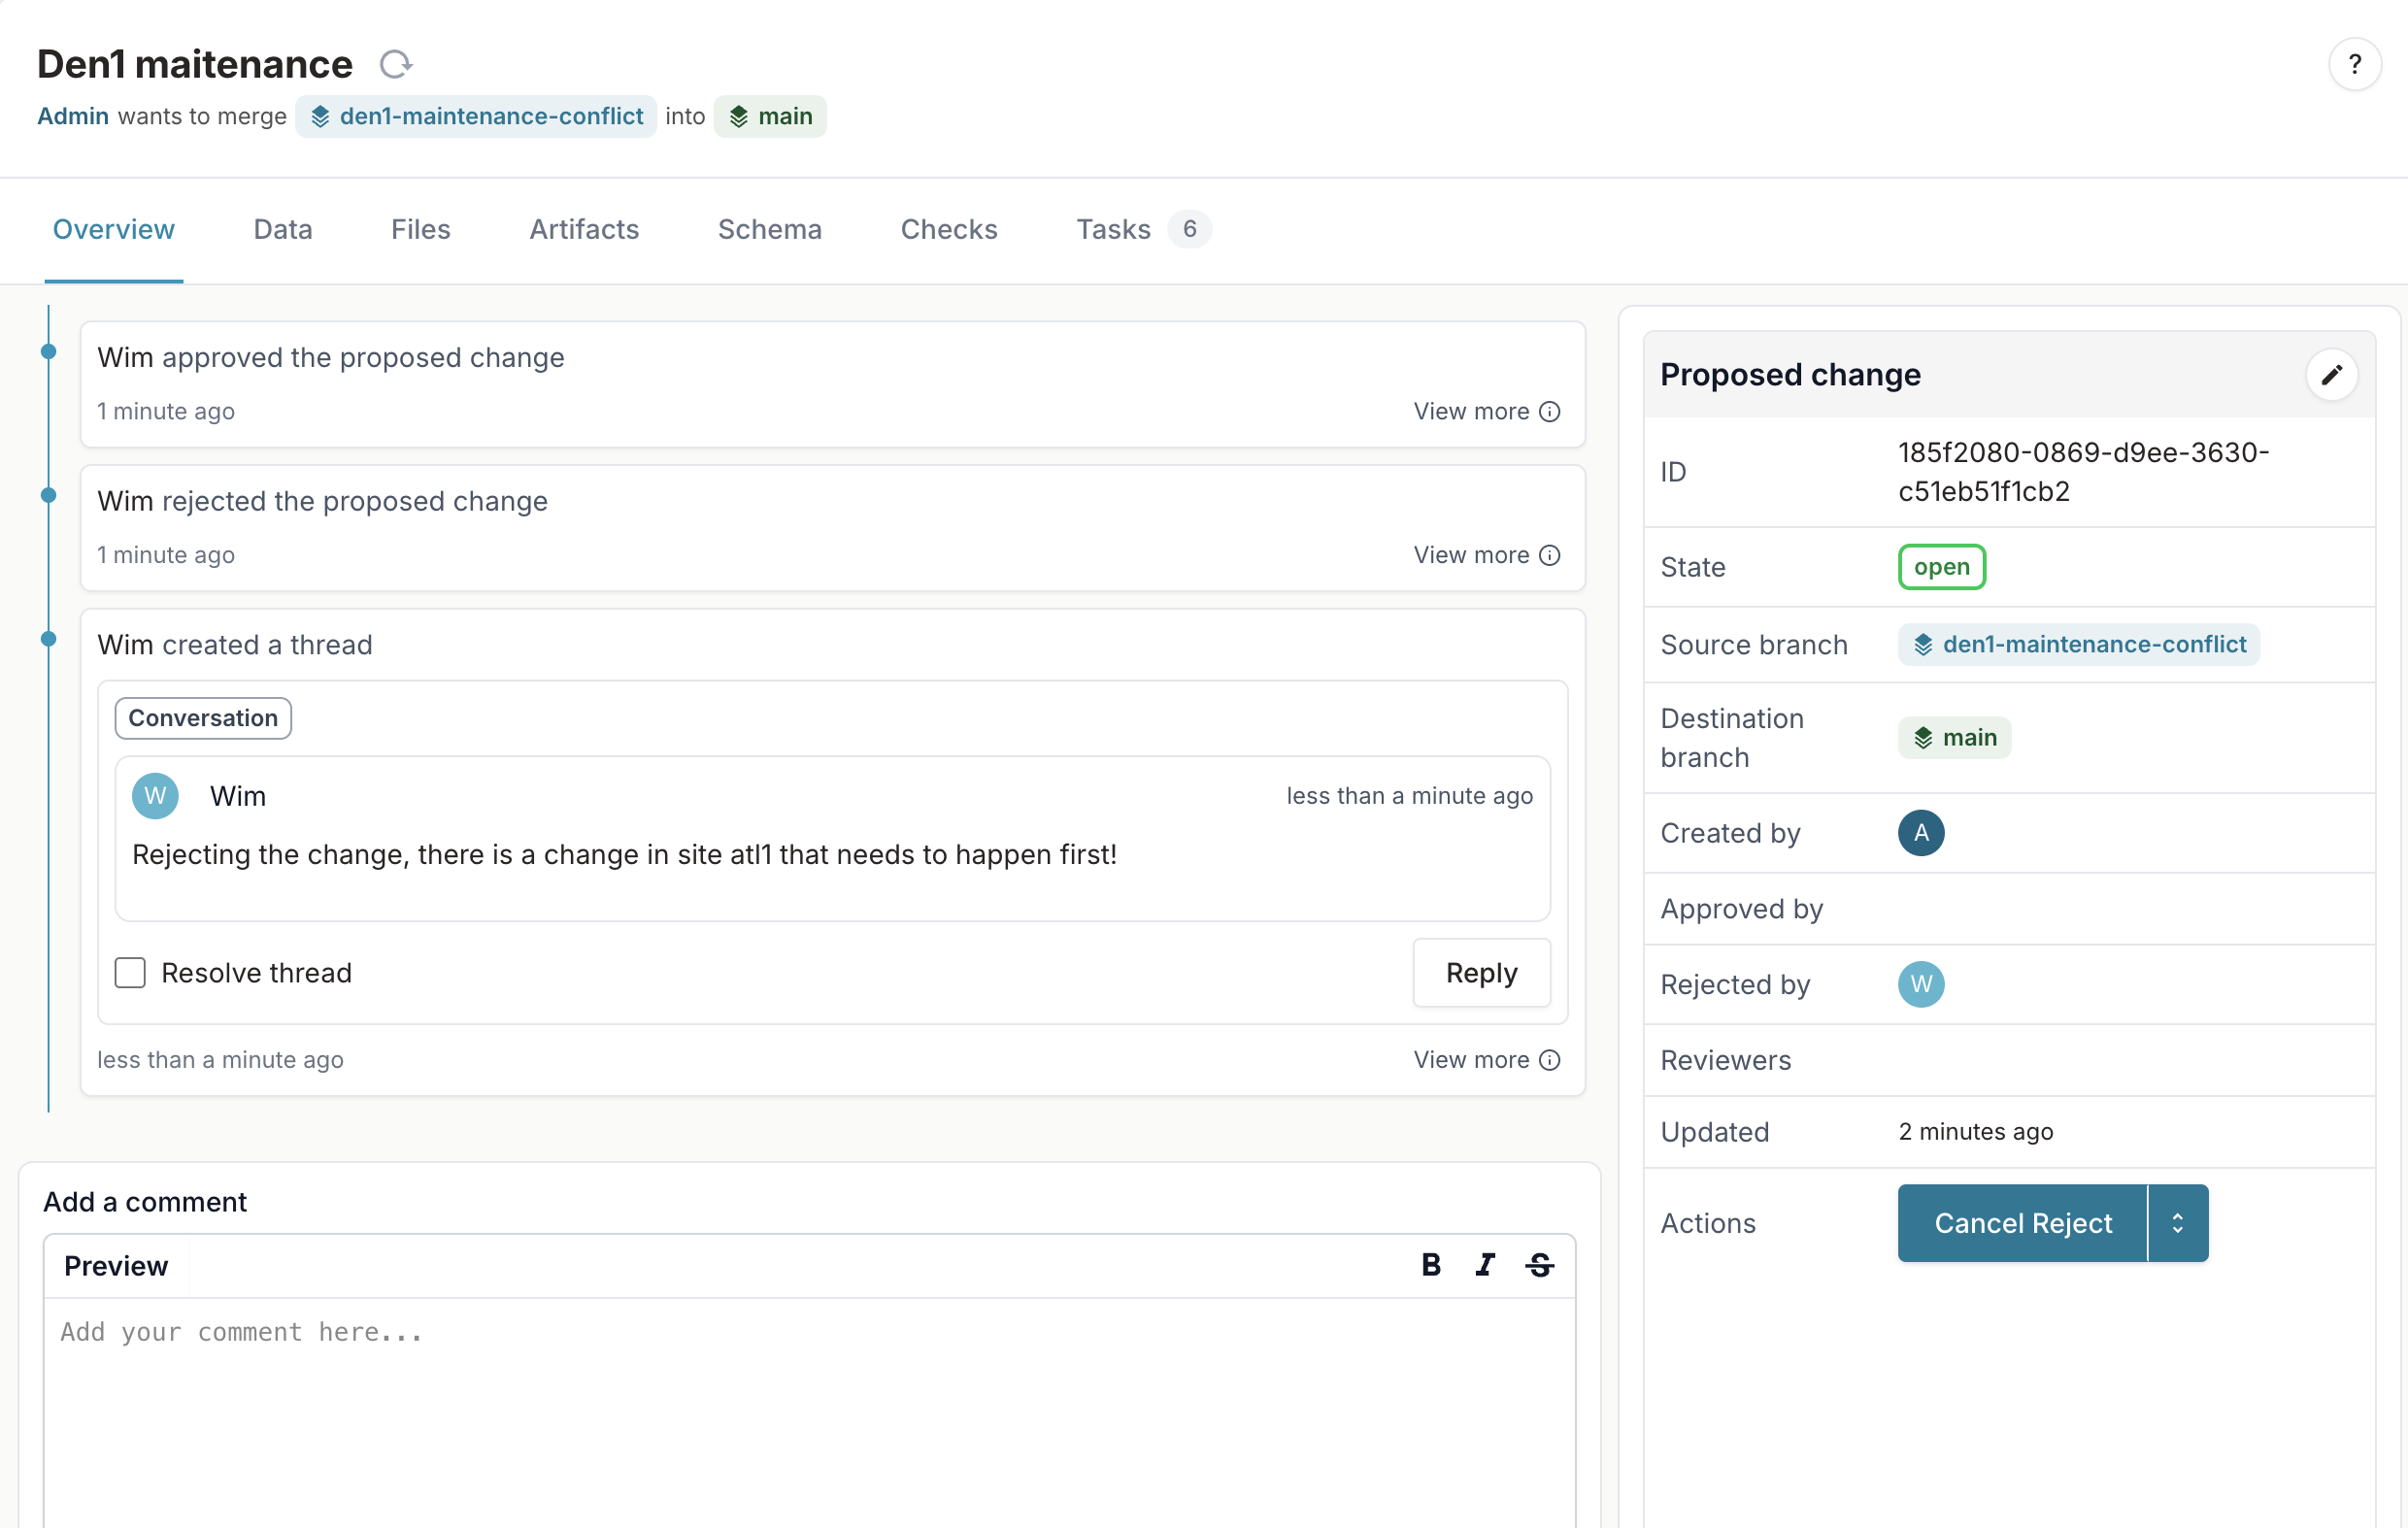 Den1 maitenance
?
Admin wants to merge den1-maintenance-conflict into main
Overview Data Files Artifacts Schema Checks Tasks 6
Wim approved the proposed change
1 minute ago View more
Wim rejected the proposed change
1 minute ago View more
Wim created a thread
Conversation
W Wim less than a minute ago
Rejecting the change, there is a change in site atl1 that needs to happen first!
Resolve thread Reply
less than a minute ago View more
Add a comment
Preview B I S
Add your comment here...
Proposed change
ID 185f2080-0869-d9ee-3630-
c51eb51f1cb2
State open
Source branch den1-maintenance-conflict
Destination
branch main
Created by A
Approved by
Rejected by W
Reviewers
Updated 2 minutes ago
Actions Cancel Reject